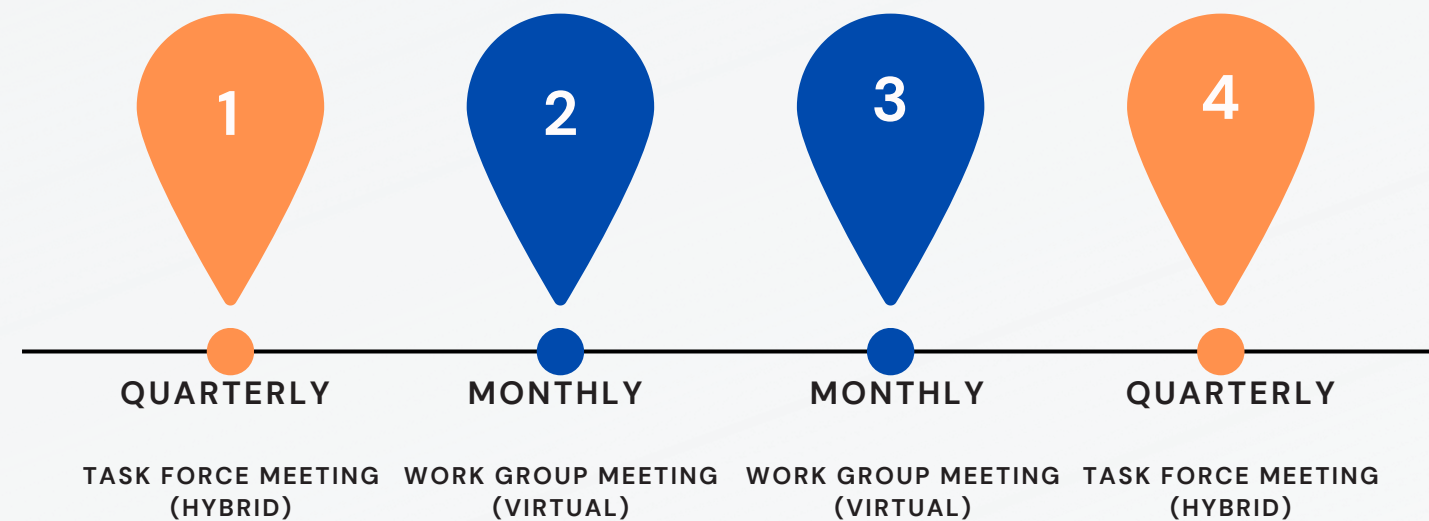 1
2
3
4
QUARTERLY
MONTHLY
MONTHLY
QUARTERLY
TASK FORCE MEETING
(HYBRID)
WORK GROUP MEETING
(VIRTUAL)
WORK GROUP MEETING
(VIRTUAL)
TASK FORCE MEETING
(HYBRID)